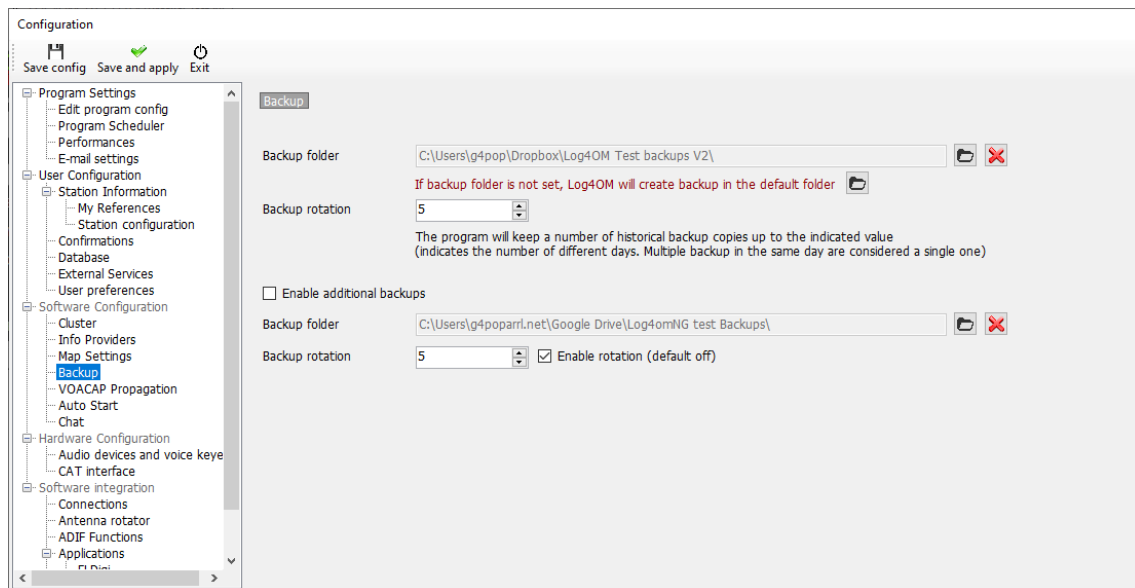 Configuration
Save config Save and apply Exit
Program Settings
Edit program config
Program Scheduler
Performances
E-mail settings
User Configuration
Station Information
My References
Station configuration
Confirmations
Database
External Services
User preferences
Software Configuration
Cluster
Info Providers
Map Settings
Backup
VOACAP Propagation
Auto Start
Chat
Hardware Configuration
Audio devices and voice keye
CAT interface
Software integration
Connections
Antenna rotator
ADIF Functions
Applications
Backup
Backup folder C:\Users\g4pop\Dropbox\Log4OM Test backups V2\
If backup folder is not set, Log4OM will create backup in the default folder
Backup rotation 5
The program will keep a number of historical backup copies up to the indicated value
(indicates the number of different days. Multiple backup in the same day are considered a single one)
Enable additional backups
Backup folder C:\Users\g4poparrl.net\Google Drive\Log4omNG test Backups\
Backup rotation 5 Enable rotation (default off)